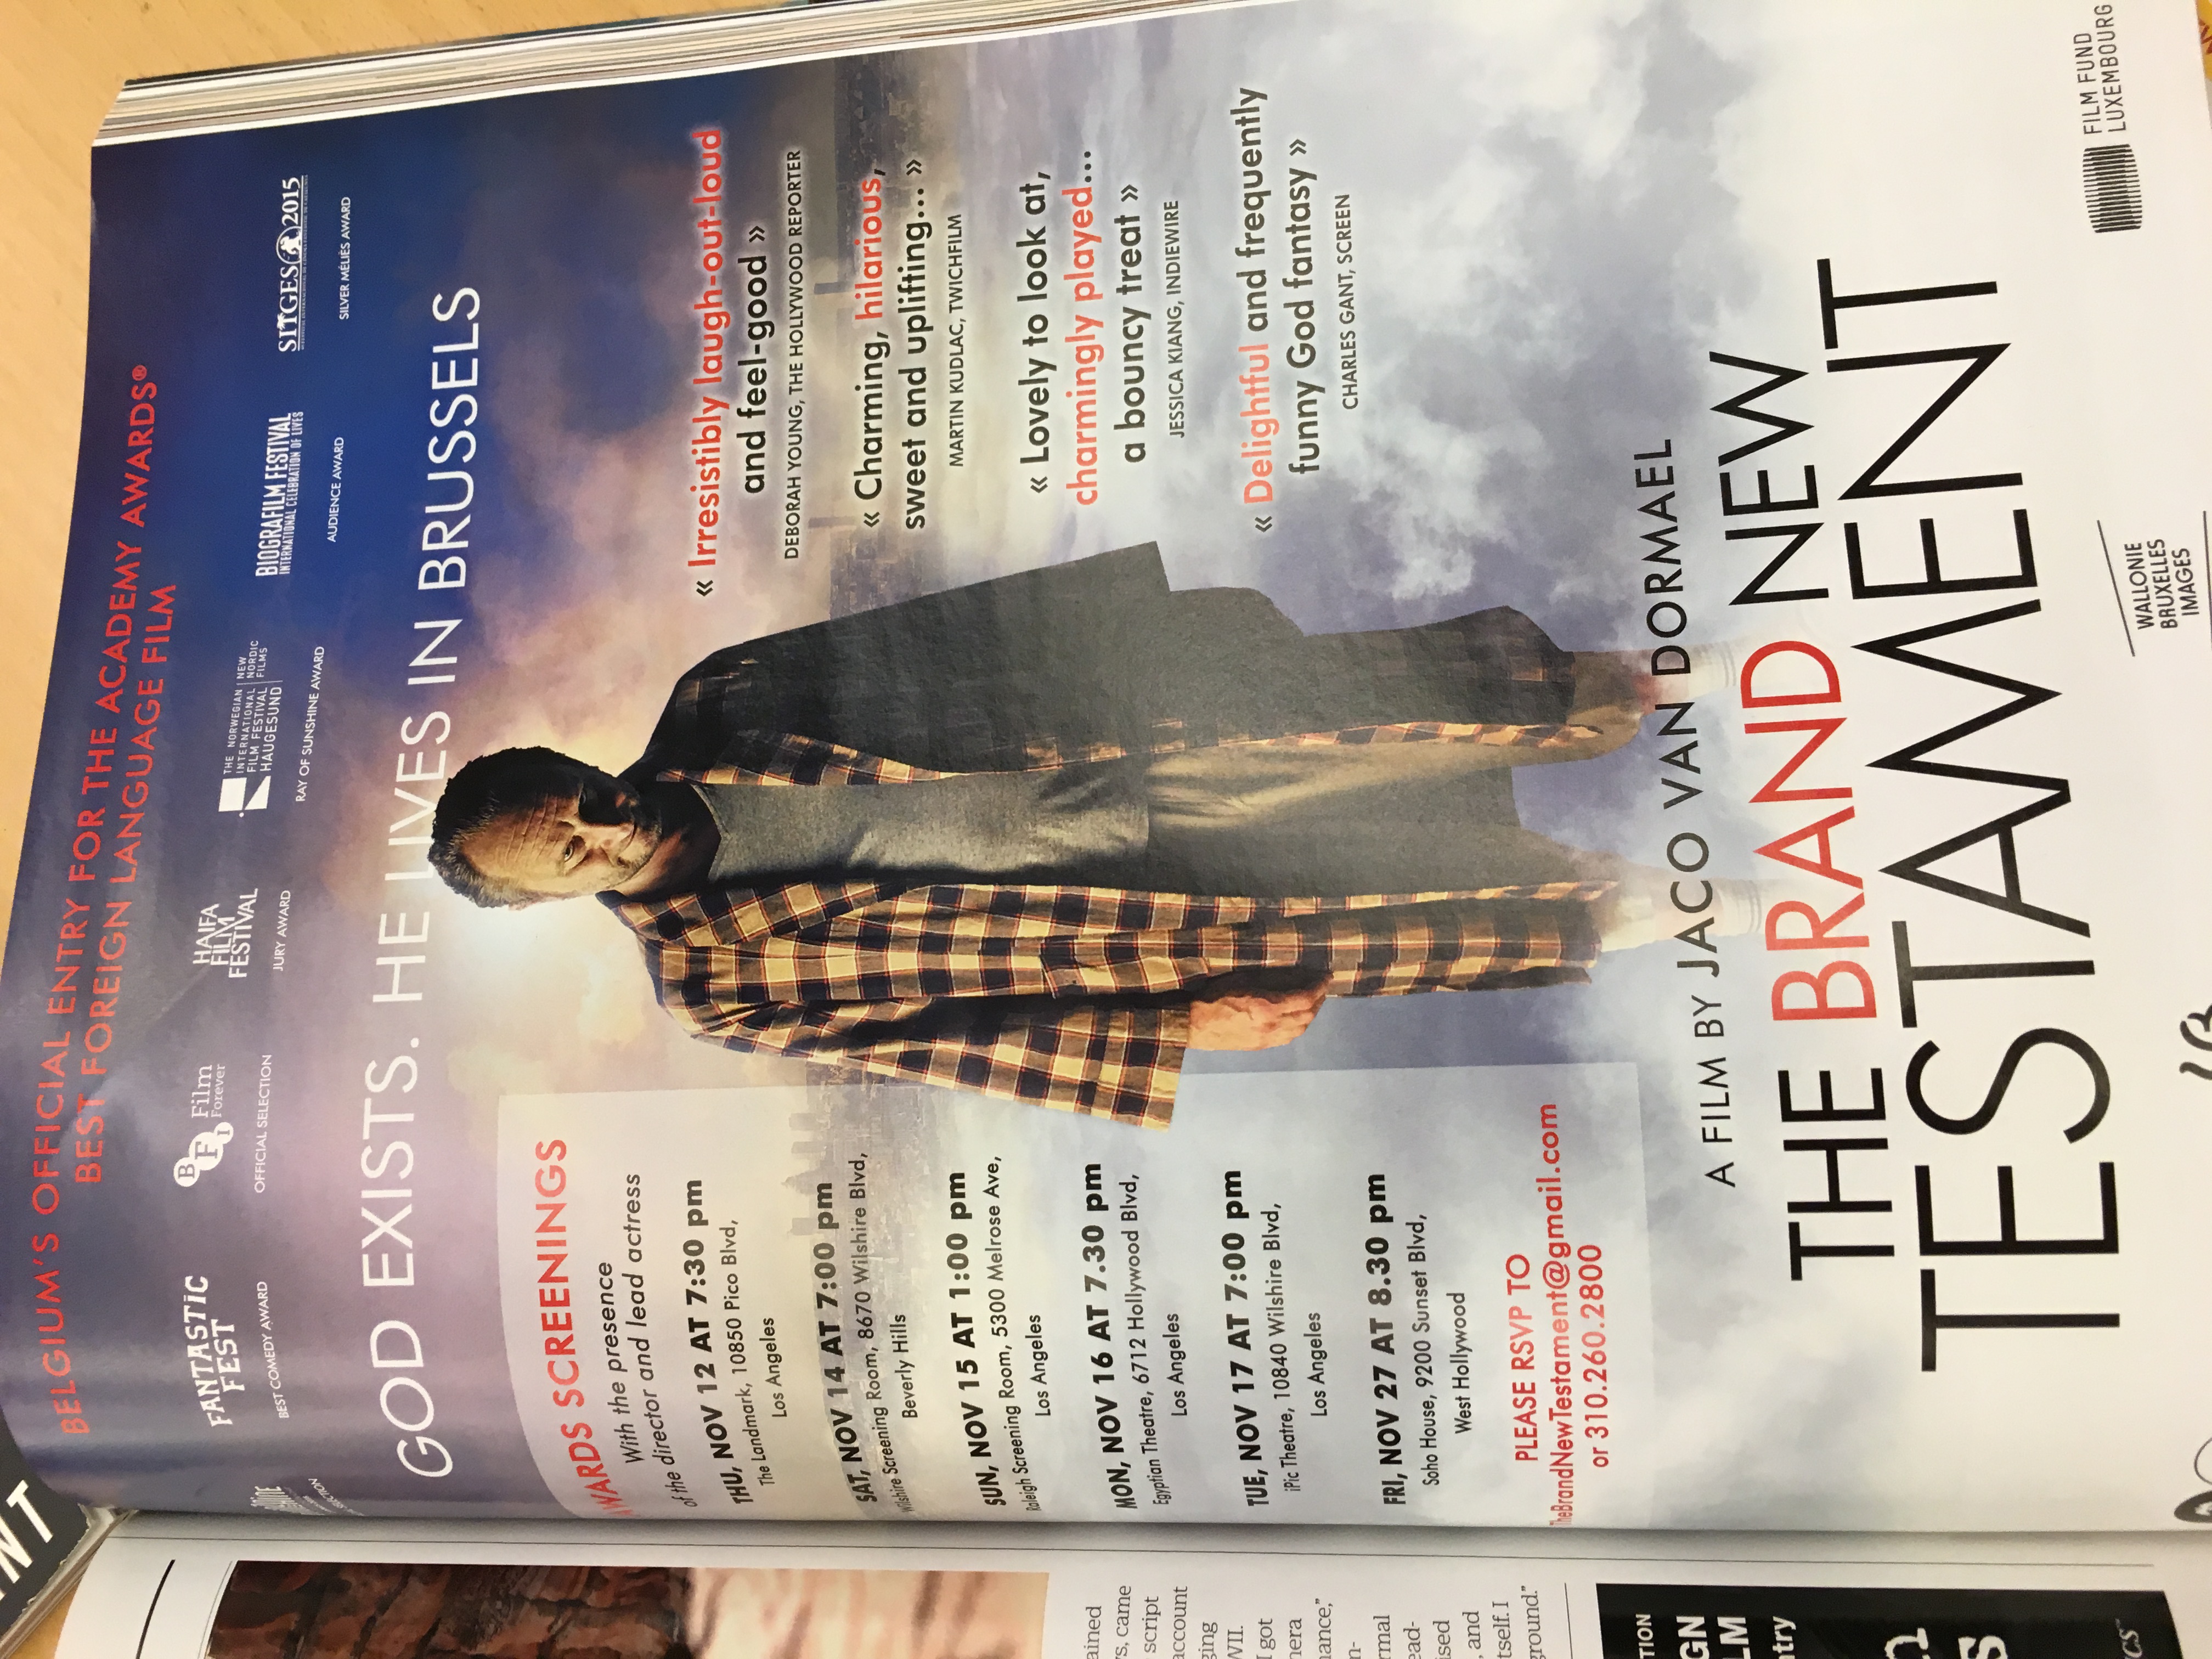 BELGIUM'S OFFICIAL ENTRY FOR THE ACADEMY AWARDS®
BEST FOREIGN LANGUAGE FILM
FANTASTIC
FEST
BEST COMEDY AWARD
BFI Film
Forever
OFFICIAL SELECTION
HAIFA
FILM
FESTIVAL
JURY AWARD
THE NORWEGIAN
INTERNATIONAL
FILM FESTIVAL
HAUGESUND
NEW
NORDIC
FILMS
RAY OF SUNSHINE AWARD
BIOGRAFILM FESTIVAL
INTERNATIONAL CELEBRATION OF LIVES
AUDIENCE AWARD
SITGES 2015
SILVER MÉLIÈS AWARD
GOD EXISTS. HE LIVES IN BRUSSELS
AWARDS SCREENINGS
With the presence
of the director and lead actress
THU, NOV 12 AT 7:30 pm
The Landmark, 10850 Pico Blvd,
Los Angeles
SAT, NOV 14 AT 7:00 pm
Wilshire Screening Room, 8670 Wilshire Blvd,
Beverly Hills
SUN, NOV 15 AT 1:00 pm
Raleigh Screening Room, 5300 Melrose Ave,
Los Angeles
MON, NOV 16 AT 7.30 pm
Egyptian Theatre, 6712 Hollywood Blvd,
Los Angeles
TUE, NOV 17 AT 7:00 pm
iPic Theatre, 10840 Wilshire Blvd,
Los Angeles
FRI, NOV 27 AT 8.30 pm
Soho House, 9200 Sunset Blvd,
West Hollywood
PLEASE RSVP TO
TheBrandNewTestament@gmail.com
or 310.260.2800
« Irresistibly laugh-out-loud
and feel-good »
DEBORAH YOUNG, THE HOLLYWOOD REPORTER
« Charming, hilarious,
sweet and uplifting... »
MARTIN KUDLAC, TWICHFILM
« Lovely to look at,
charmingly played...
a bouncy treat »
JESSICA KIANG, INDIEWIRE
« Delightful and frequently
funny God fantasy »
CHARLES GANT, SCREEN
A FILM BY JACO VAN DORMAEL
THE BRAND NEW
TESTAMENT
WALLONIE
BRUXELLES
IMAGES
FILM FUND
LUXEMBOURG
came
script
account
got
and
I